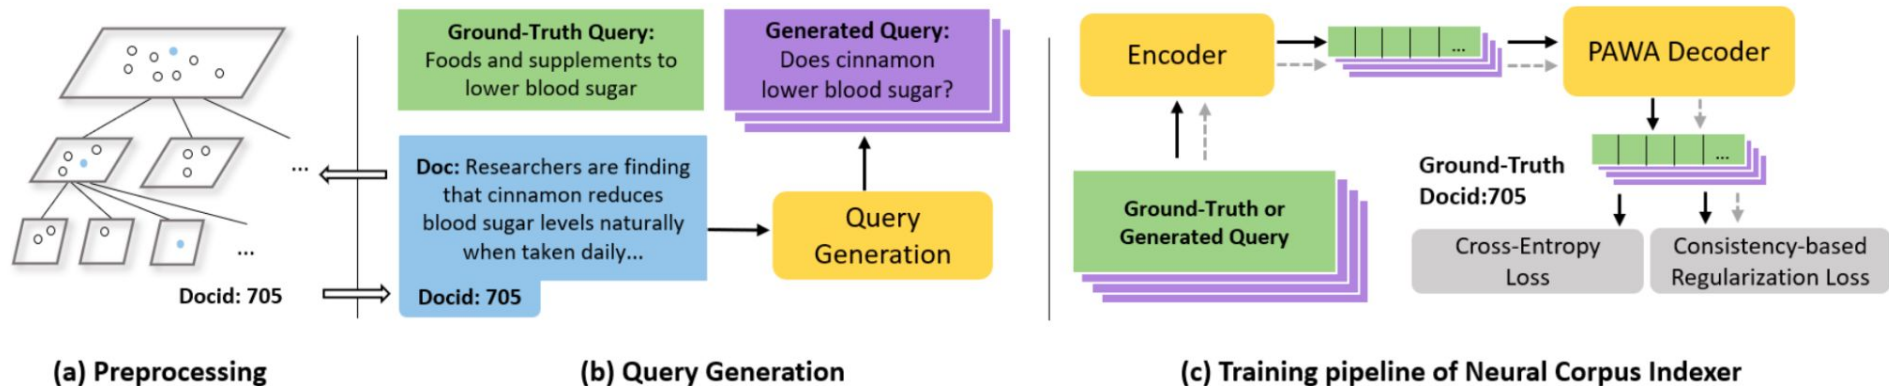 ...
...
Docid: 705
(a) Preprocessing
Ground-Truth Query:
Foods and supplements to
lower blood sugar
Generated Query:
Does cinnamon
lower blood sugar?
Doc: Researchers are finding
that cinnamon reduces
blood sugar levels naturally
when taken daily...
Docid: 705
Query
Generation
(b) Query Generation
Encoder
...
PAWA Decoder
Ground-Truth or
Generated Query
...
Ground-Truth
Docid:705
Cross-Entropy
Loss
Consistency-based
Regularization Loss
(c) Training pipeline of Neural Corpus Indexer